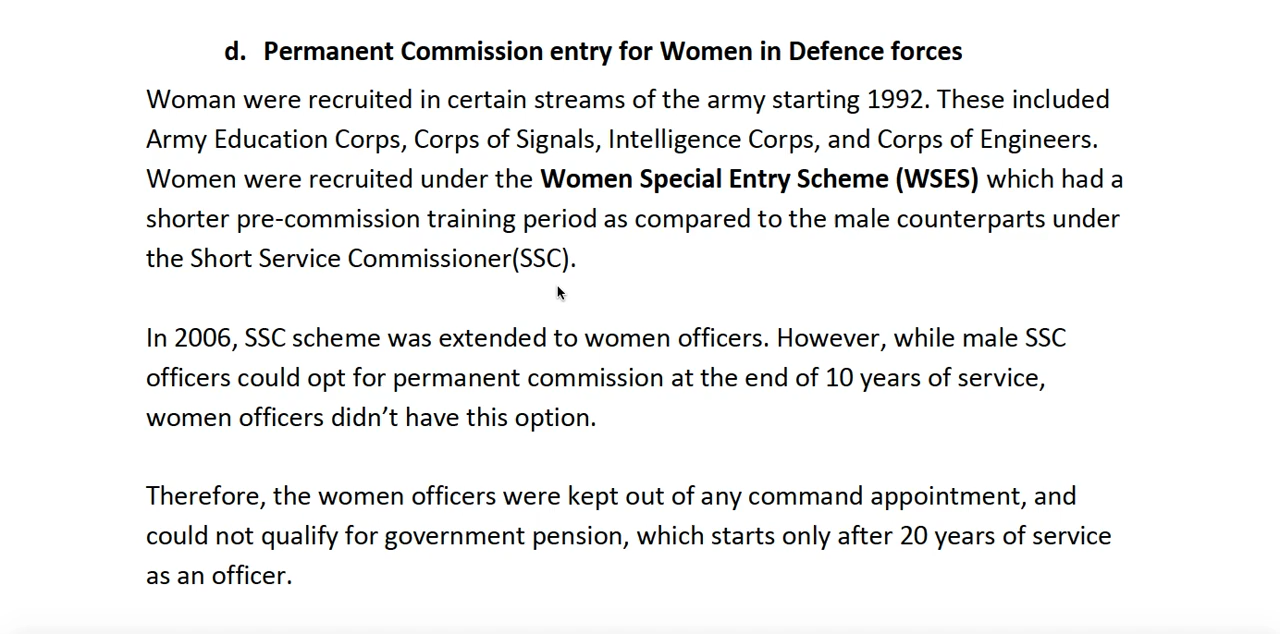 d. Permanent Commission entry for Women in Defence forces
Woman were recruited in certain streams of the army starting 1992. These included
Army Education Corps, Corps of Signals, Intelligence Corps, and Corps of Engineers.
Women were recruited under the Women Special Entry Scheme (WSES) which had a
shorter pre-commission training period as compared to the male counterparts under
the Short Service Commissioner(SSC).
In 2006, SSC scheme was extended to women officers. However, while male SSC
officers could opt for permanent commission at the end of 10 years of service,
women officers didn’t have this option.
Therefore, the women officers were kept out of any command appointment, and
could not qualify for government pension, which starts only after 20 years of service
as an officer.